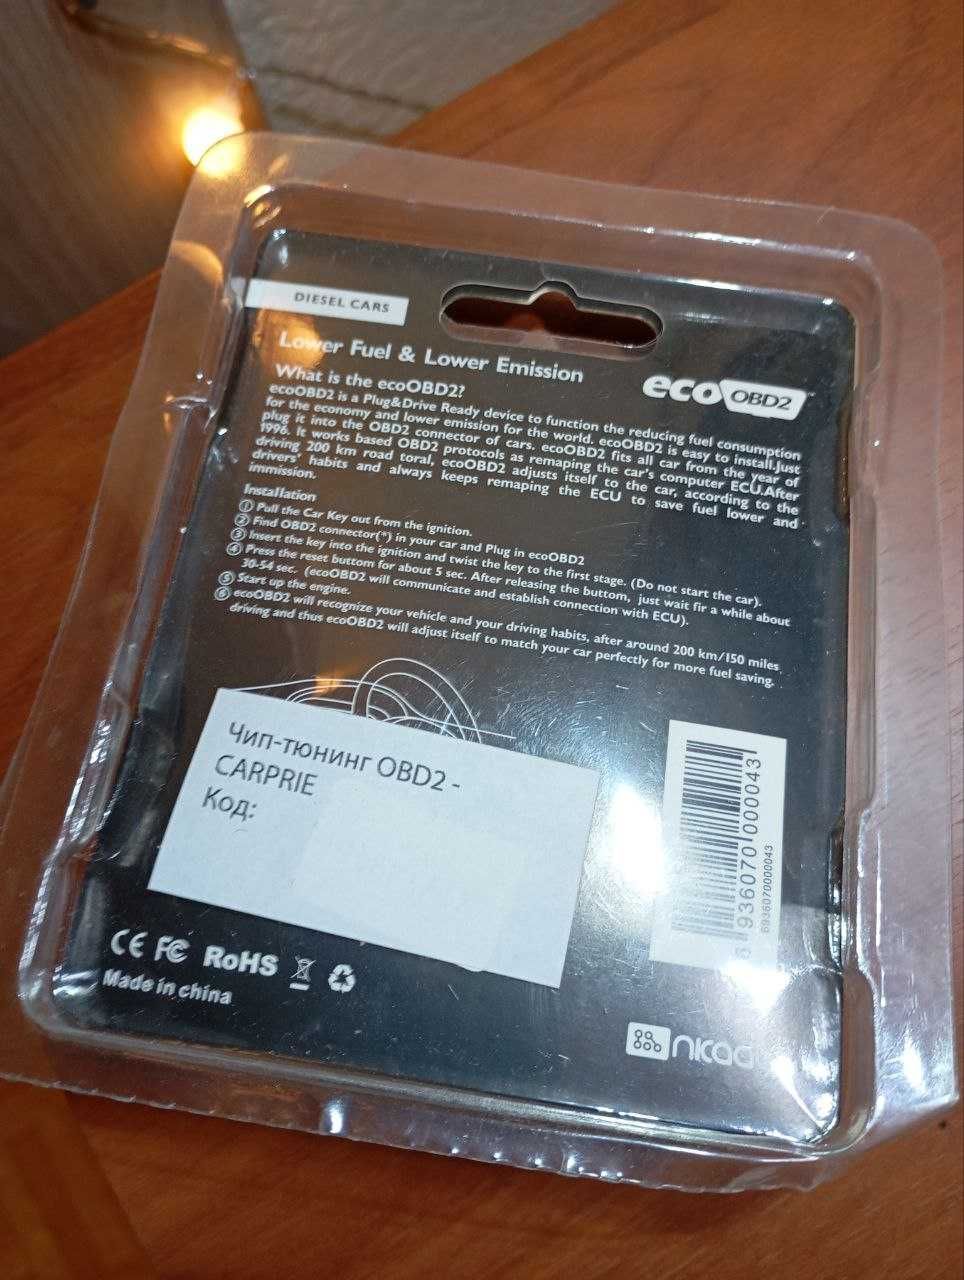 DIESEL CARS
Lower Fuel & Lower Emission
eco OBD2
What is the ecoOBD2?
ecoOBD2 is a Plug&Drive Ready device to function the reducing fuel consumption
for the economy and lower emission for the world. ecoOBD2 is easy to install.Just
plug it into the OBD2 connector of cars. ecoOBD2 fits all car from the year of
1996. It works based OBD2 protocols as remaping the car's computer ECU.After
driving 200 km road toral, ecoOBD2 adjusts itself to the car, according to the
drivers' habits and always keeps remaping the ECU to save fuel lower and
immission.
Installation
① Pull the Car Key out from the ignition.
② Find OBD2 connector(*) in your car and Plug in ecoOBD2
③ Insert the key into the ignition and twist the key to the first stage. (Do not start the car).
④ Press the reset buttom for about 5 sec. After releasing the buttom, just wait fir a while about
30-54 sec. (ecoOBD2 will communicate and establish connection with ECU).
⑤ Start up the engine.
⑥ ecoOBD2 will recognize your vehicle and your driving habits, after around 200 km/150 miles
driving and thus ecoOBD2 will adjust itself to match your car perfectly for more fuel saving.
Чип-тюнинг OBD2 -
CARPRIE
Код:
6 936070 000043
6936070000043
CE FC RoHS
Made in china